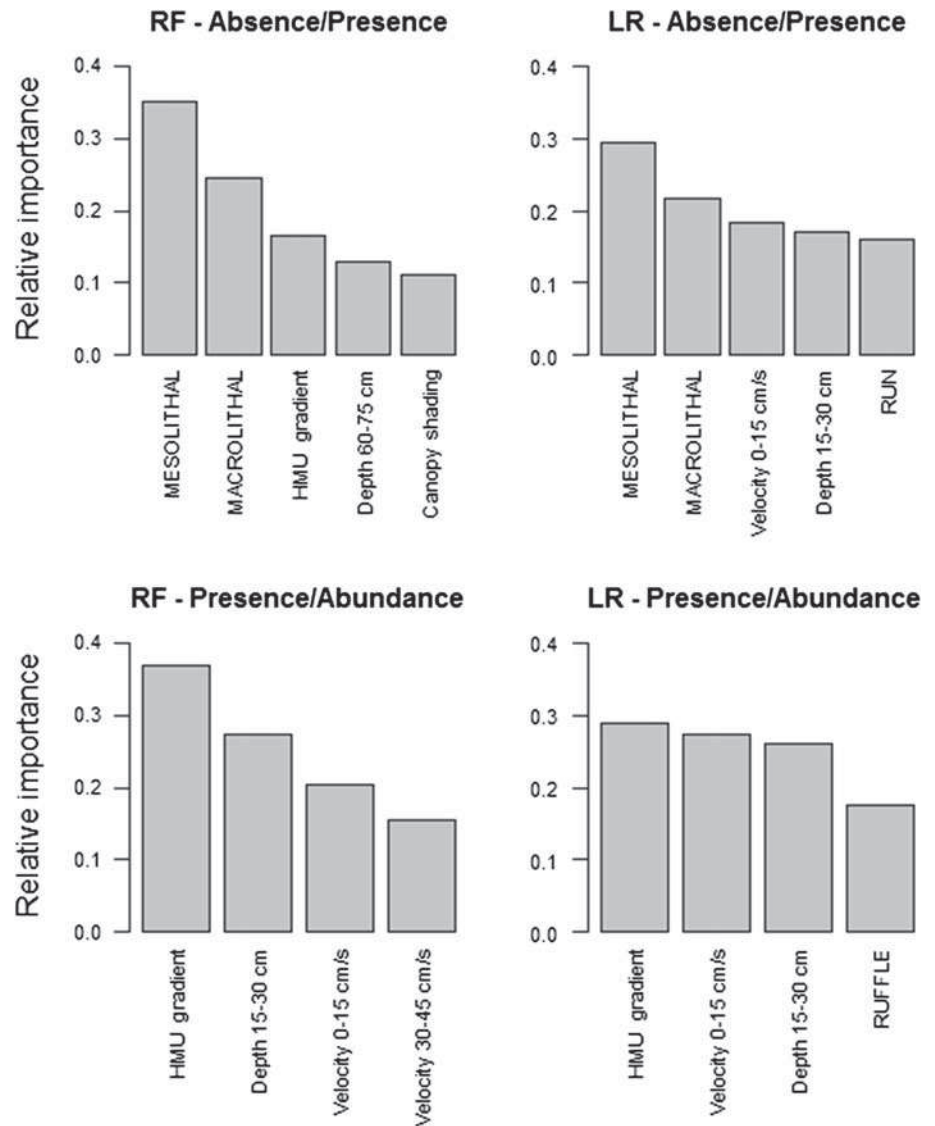 RF - Absence/Presence
Relative importance
0.4
0.3
0.2
0.1
0.0
MESOLITHAL
MACROLITHAL
HMU gradient
Depth 60-75 cm
Canopy shading
LR - Absence/Presence
0.4
0.3
0.2
0.1
0.0
MESOLITHAL
MACROLITHAL
Velocity 0-15 cm/s
Depth 15-30 cm
RUN
RF - Presence/Abundance
Relative importance
0.4
0.3
0.2
0.1
0.0
HMU gradient
Depth 15-30 cm
Velocity 0-15 cm/s
Velocity 30-45 cm/s
LR - Presence/Abundance
0.4
0.3
0.2
0.1
0.0
HMU gradient
Velocity 0-15 cm/s
Depth 15-30 cm
RUFFLE